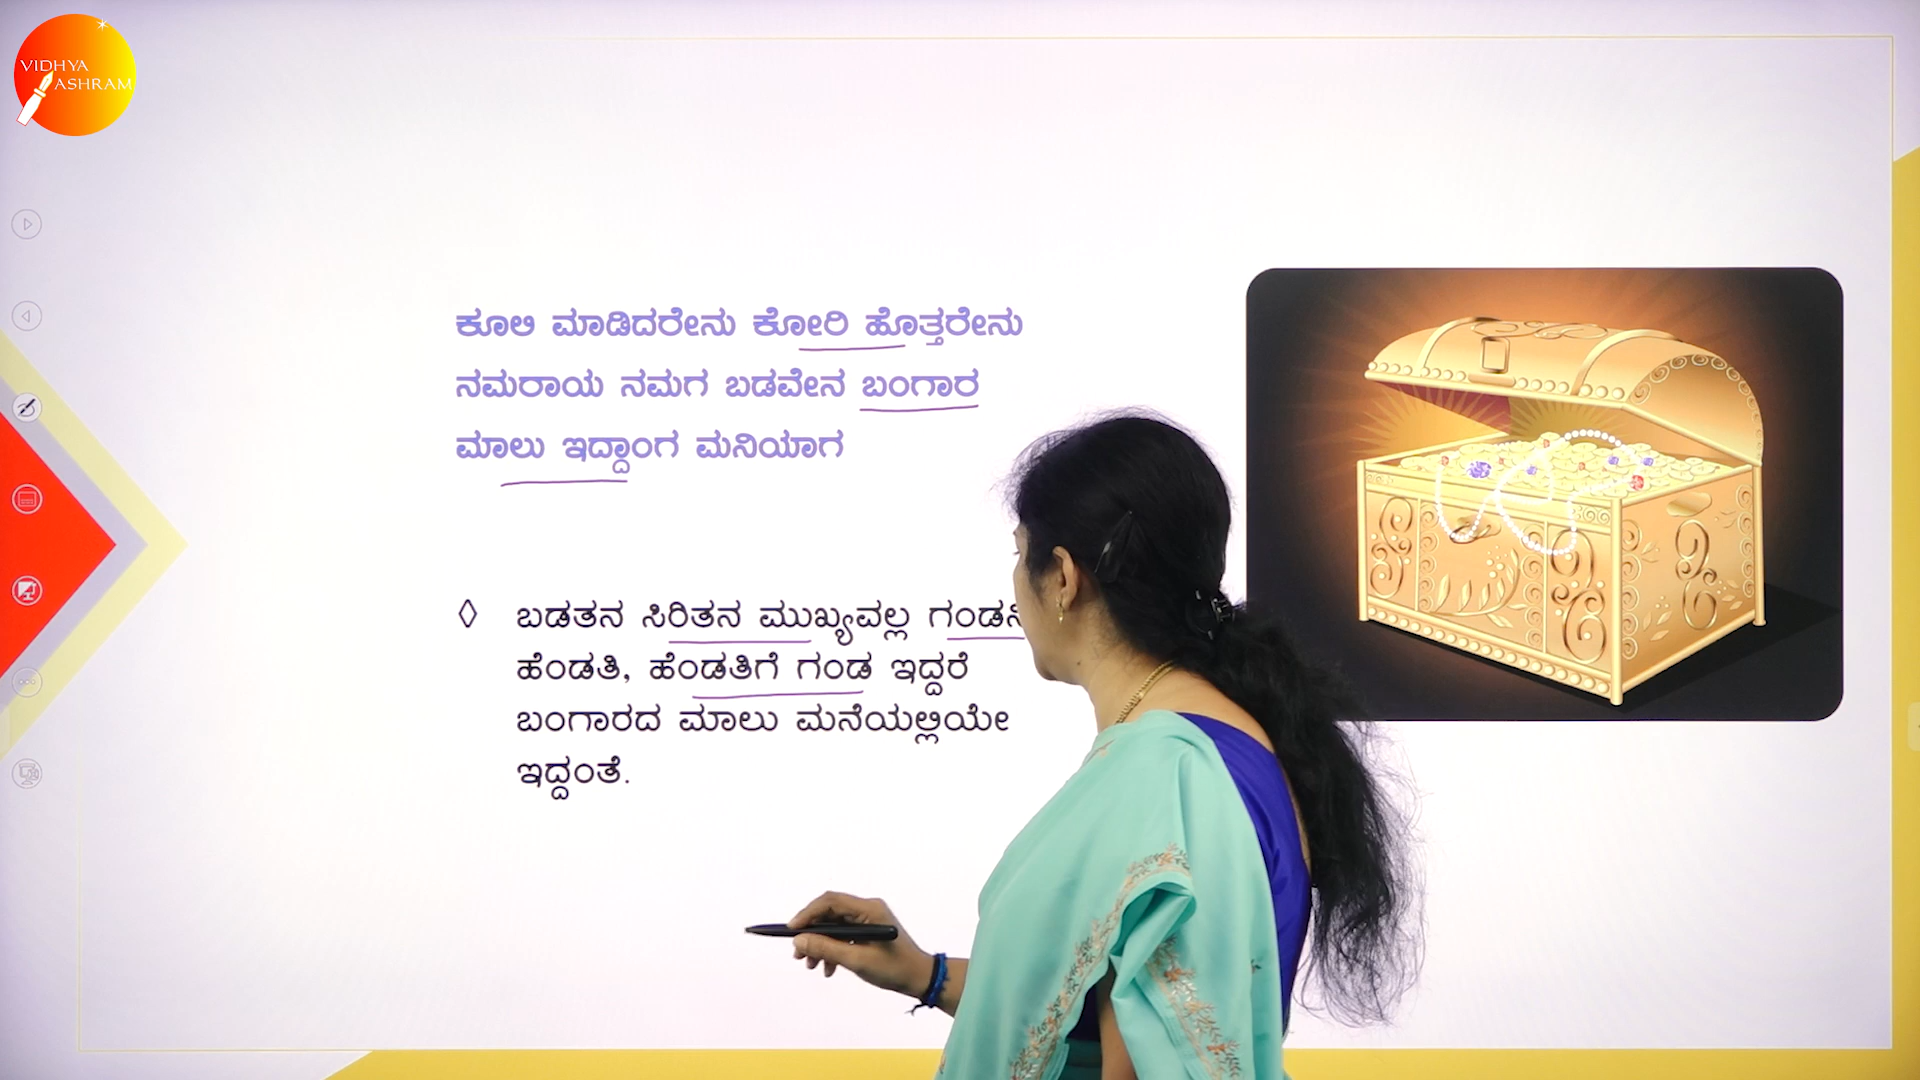 VIDHYA
ASHRAM
ಕೂಲಿ ಮಾಡಿದರೇನು ಕೋರಿ ಹೊತ್ತರೇನು
ನಮರಾಯ ನಮಗ ಬಡವೇನ ಬಂಗಾರ
ಮಾಲು ಇದ್ದಾಂಗ ಮನಿಯಾಗ
◊ ಬಡತನ ಸಿರಿತನ ಮುಖ್ಯವಲ್ಲ
ಹೆಂಡತಿ, ಹೆಂಡತಿಗೆ ಗಂಡ ಇದ್ದರೆ
ಬಂಗಾರದ ಮಾಲು ಮನೆಯಲ್ಲಿಯೇ
ಇದ್ದಂತೆ.